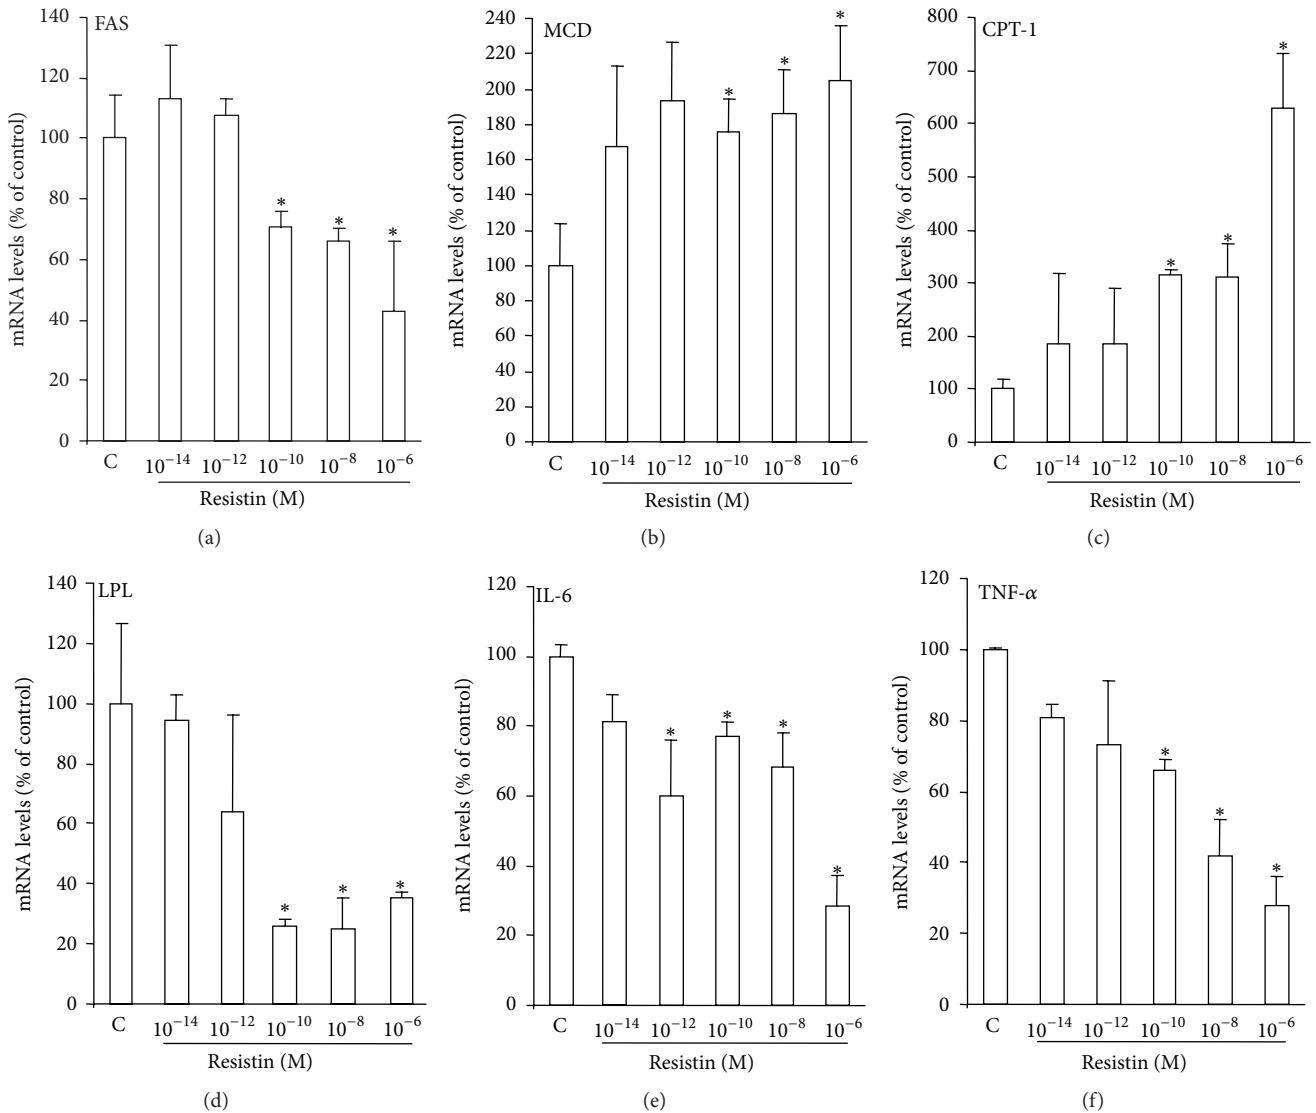 FAS
mRNA levels (% of control)
140
120
100
80
60
40
20
0
* * *
C 10⁻¹⁴ 10⁻¹² 10⁻¹⁰ 10⁻⁸ 10⁻⁶
Resistin (M)
(a)
MCD
mRNA levels (% of control)
240
220
200
180
160
140
120
100
80
60
40
20
0
* * *
C 10⁻¹⁴ 10⁻¹² 10⁻¹⁰ 10⁻⁸ 10⁻⁶
Resistin (M)
(b)
CPT-1
mRNA levels (% of control)
800
700
600
500
400
300
200
100
0
* * *
C 10⁻¹⁴ 10⁻¹² 10⁻¹⁰ 10⁻⁸ 10⁻⁶
Resistin (M)
(c)
LPL
mRNA levels (% of control)
140
120
100
80
60
40
20
0
* * *
C 10⁻¹⁴ 10⁻¹² 10⁻¹⁰ 10⁻⁸ 10⁻⁶
Resistin (M)
(d)
IL-6
mRNA levels (% of control)
120
100
80
60
40
20
0
* * * *
C 10⁻¹⁴ 10⁻¹² 10⁻¹⁰ 10⁻⁸ 10⁻⁶
Resistin (M)
(e)
TNF-α
mRNA levels (% of control)
120
100
80
60
40
20
0
* * *
C 10⁻¹⁴ 10⁻¹² 10⁻¹⁰ 10⁻⁸ 10⁻⁶
Resistin (M)
(f)